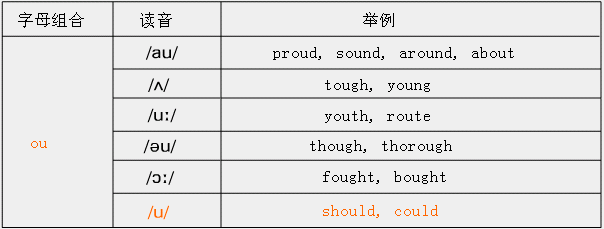 字母组合 读音 举例
/au/ proud, sound, around, about
/ʌ/ tough, young
/uː/ youth, route
ou /əu/ though, thorough
/ɔː/ fought, bought
/u/ should, could